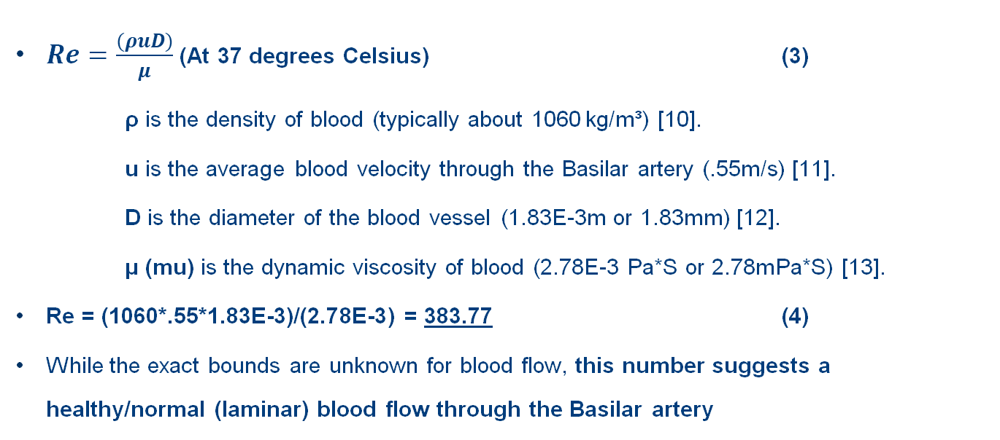 • Re = (ρuD)/μ (At 37 degrees Celsius) (3)
ρ is the density of blood (typically about 1060 kg/m³) [10].
u is the average blood velocity through the Basilar artery (.55m/s) [11].
D is the diameter of the blood vessel (1.83E-3m or 1.83mm) [12].
μ (mu) is the dynamic viscosity of blood (2.78E-3 Pa*S or 2.78mPa*S) [13].
• Re = (1060*.55*1.83E-3)/(2.78E-3) = 383.77 (4)
• While the exact bounds are unknown for blood flow, this number suggests a
healthy/normal (laminar) blood flow through the Basilar artery